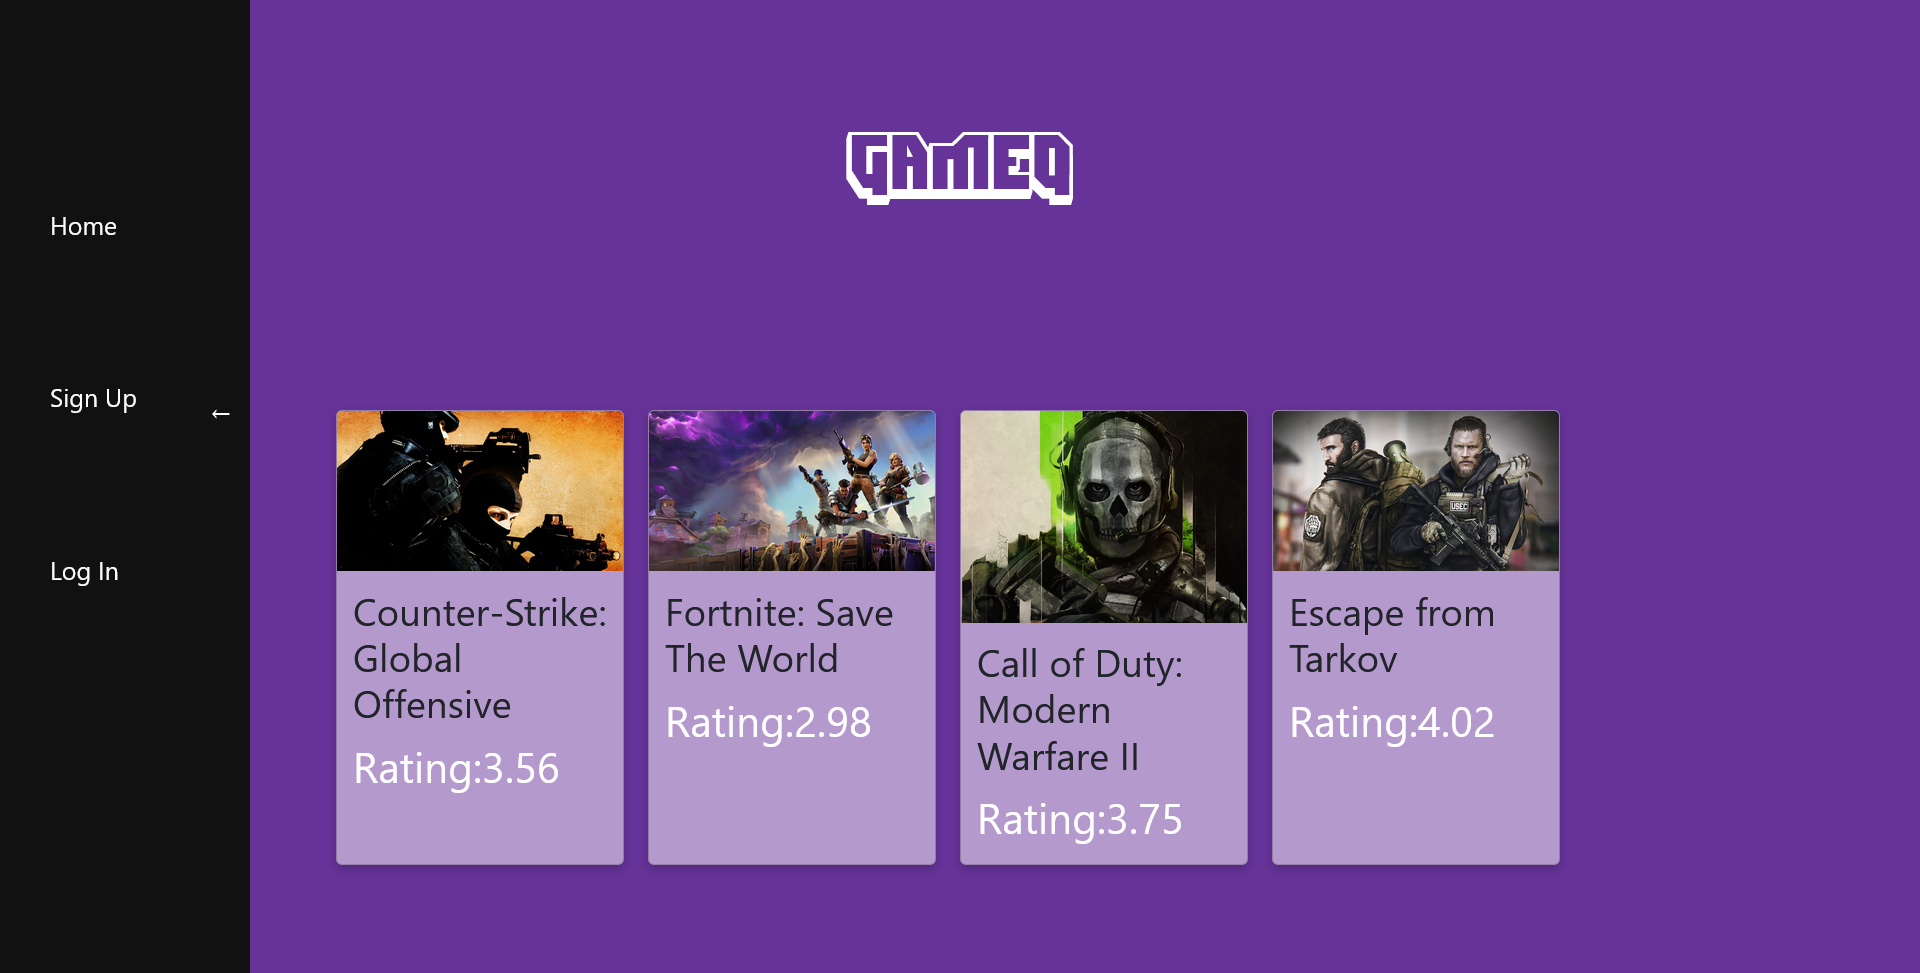 Home
Sign Up
←
Log In
GAMEQ
Counter-Strike:
Global
Offensive
Rating:3.56
Fortnite: Save
The World
Rating:2.98
Call of Duty:
Modern
Warfare II
Rating:3.75
USEC
Escape from
Tarkov
Rating:4.02